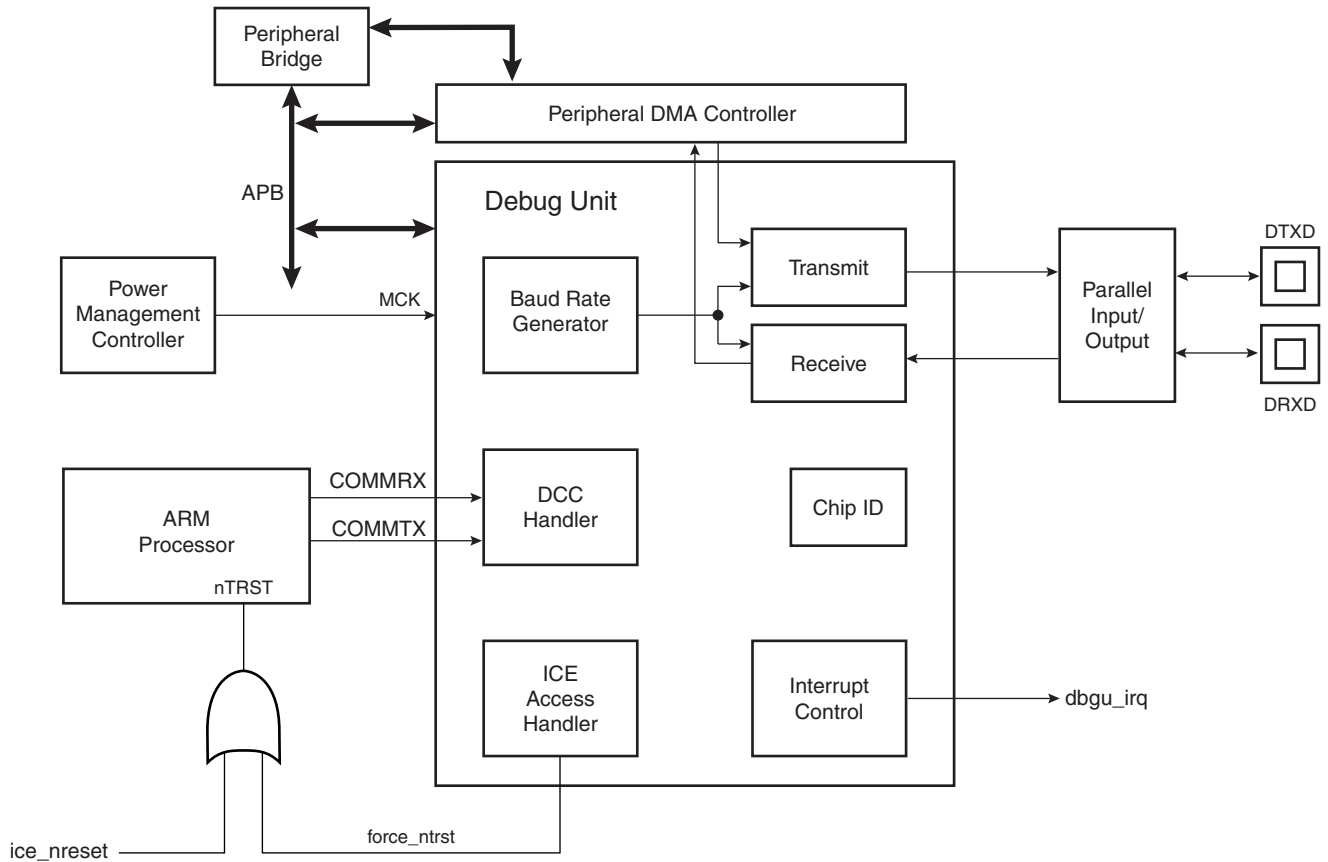 Peripheral
Bridge
Peripheral DMA Controller
APB
Debug Unit
DTXD
Transmit
Power
Management
Controller
MCK
Baud Rate
Generator
Parallel
Input/
Output
Receive
DRXD
COMMRX
ARM
Processor
COMMTX
DCC
Handler
Chip ID
nTRST
ICE
Access
Handler
Interrupt
Control
dbgu_irq
force_ntrst
ice_nreset